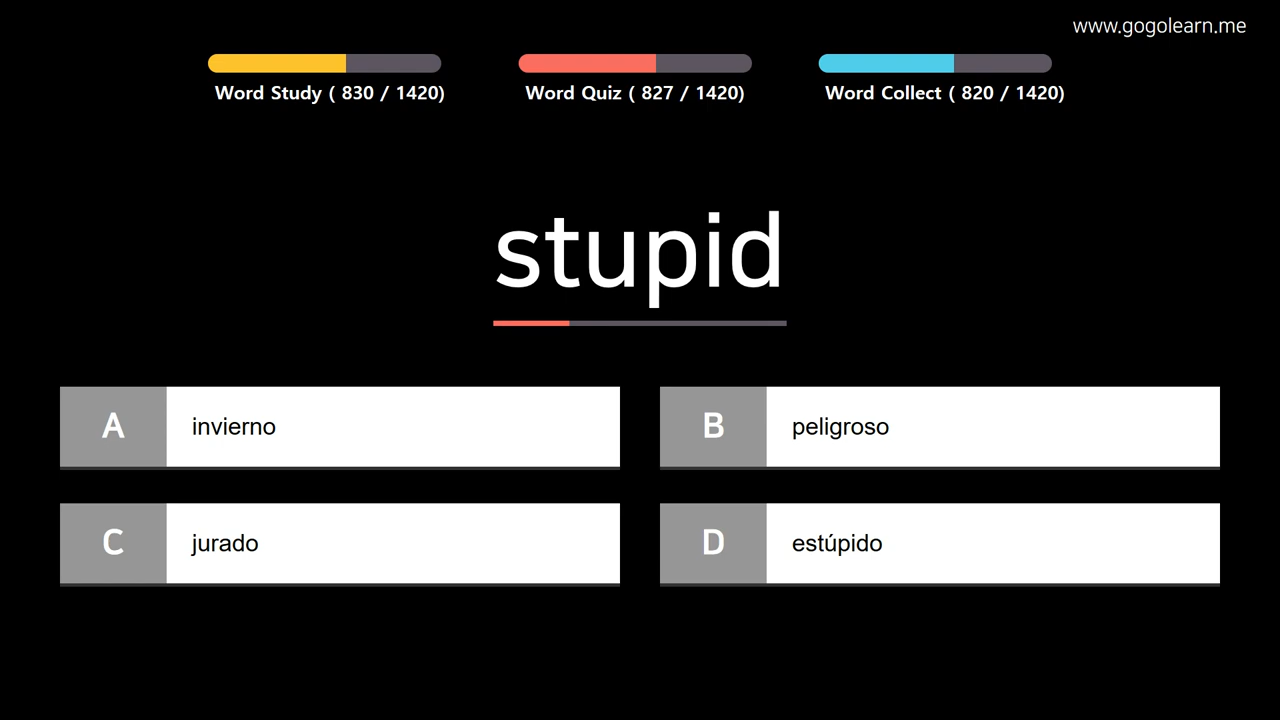 www.gogolearn.me
Word Study ( 830 / 1420)
Word Quiz ( 827 / 1420)
Word Collect ( 820 / 1420)
stupid
A
invierno
B
peligroso
C
jurado
D
estúpido